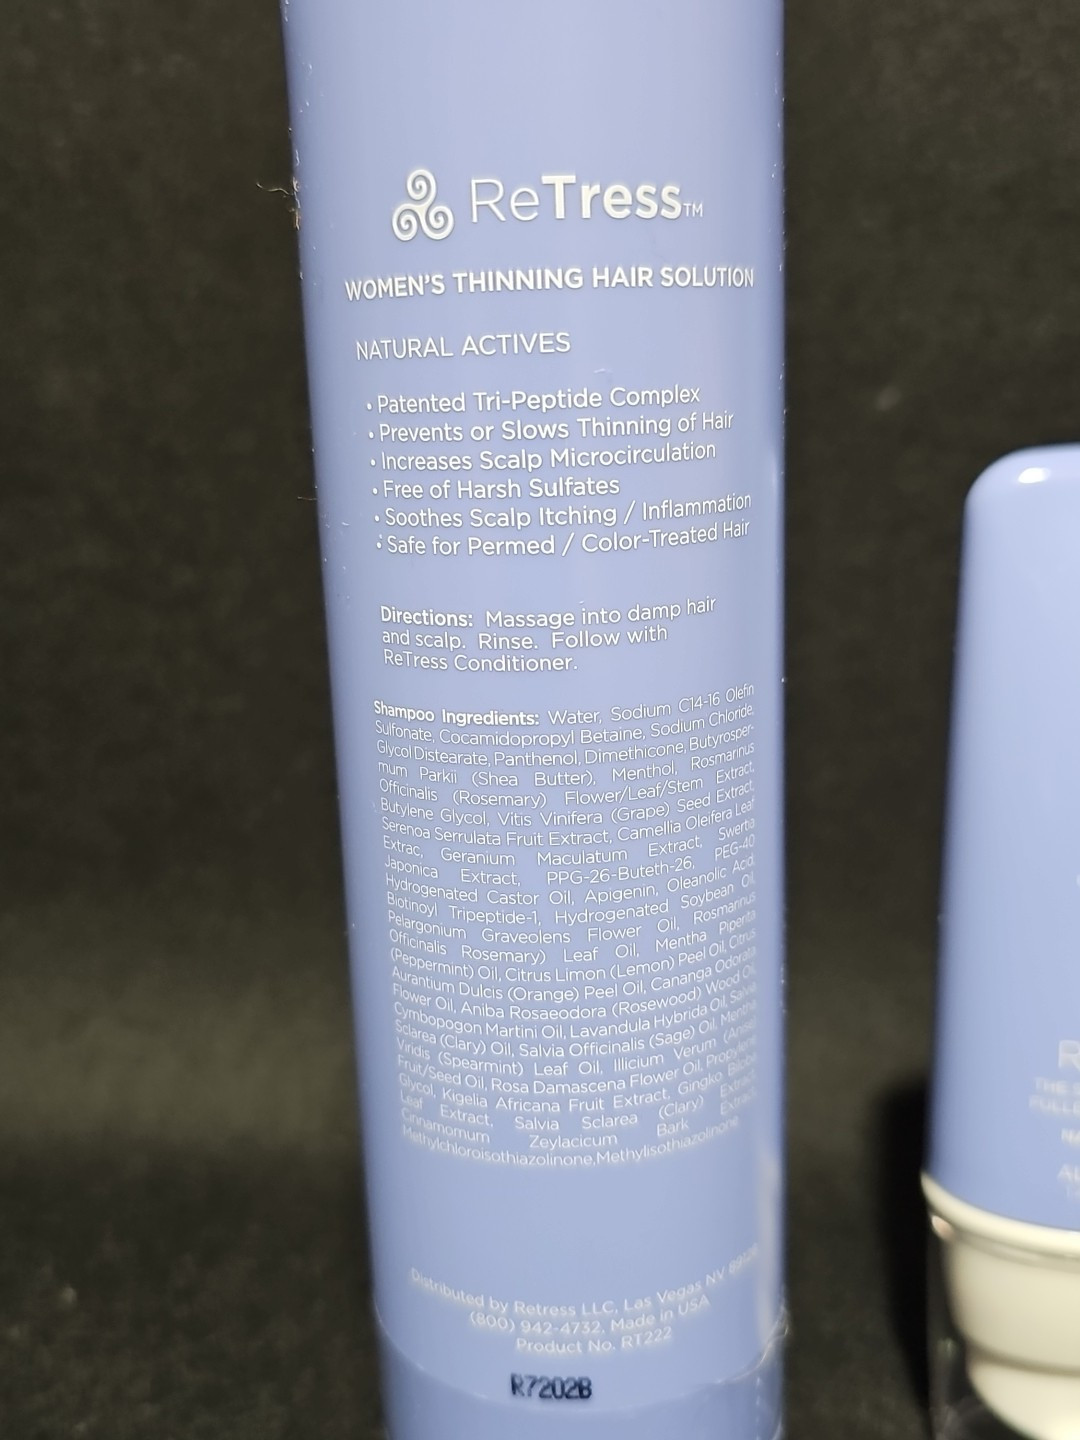 ReTress™
WOMEN'S THINNING HAIR SOLUTION
NATURAL ACTIVES
• Patented Tri-Peptide Complex
• Prevents or Slows Thinning of Hair
• Increases Scalp Microcirculation
• Free of Harsh Sulfates
• Soothes Scalp Itching / Inflammation
• Safe for Permed / Color-Treated Hair
Directions: Massage into damp hair
and scalp. Rinse. Follow with
ReTress Conditioner.
Shampoo Ingredients: Water, Sodium C14-16 Olefin
Sulfonate, Cocamidopropyl Betaine, Sodium Chloride,
Glycol Distearate, Panthenol, Dimethicone, Butyrosper-
mum Parkii (Shea Butter), Menthol, Rosmarinus
Officinalis (Rosemary) Flower/Leaf/Stem Extract,
Butylene Glycol, Vitis Vinifera (Grape) Seed Extract,
Serenoa Serrulata Fruit Extract, Camellia Oleifera Leaf
Extrac, Geranium Maculatum Extract, Swertia
Japonica Extract, PPG-26-Buteth-26, PEG-40
Hydrogenated Castor Oil, Apigenin, Oleanolic Acid,
Biotinoyl Tripeptide-1, Hydrogenated Soybean Oil,
Pelargonium Graveolens Flower Oil, Rosmarinus
Officinalis Rosemary) Leaf Oil, Mentha Piperita
(Peppermint) Oil, Citrus Limon (Lemon) Peel Oil, Citrus
Aurantium Dulcis (Orange) Peel Oil, Cananga Odorata
Flower Oil, Aniba Rosaeodora (Rosewood) Wood Oil,
Cymbopogon Martini Oil, Lavandula Hybrida Oil, Salvia
Sclarea (Clary) Oil, Salvia Officinalis (Sage) Oil, Mentha
Viridis (Spearmint) Leaf Oil, Illicium Verum (Anise)
Fruit/Seed Oil, Rosa Damascena Flower Oil, Propylene
Glycol, Kigelia Africana Fruit Extract, Gingko Biloba
Leaf Extract, Salvia Sclarea (Clary) Extract,
Cinnamomum Zeylacicum Bark Extract
Methylchloroisothiazolinone, Methylisothiazolinone
Distributed by Retress LLC, Las Vegas NV
(800) 942-4732, Made in USA
Product No. RT222
R7202B